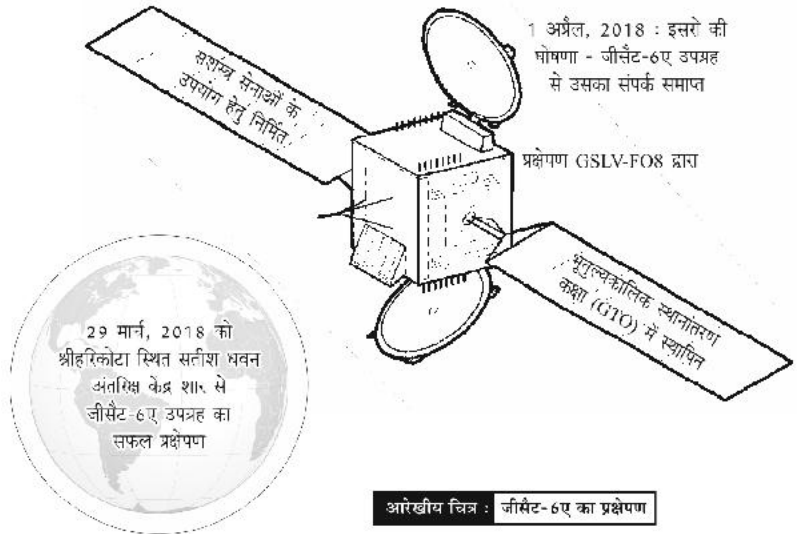 सशस्त्र सेनाओं के
उपयोग हेतु निर्मित
1 अप्रैल, 2018 : इसरो की
घोषणा - जीसैट-6ए उपग्रह
से उसका संपर्क समाप्त
प्रक्षेपण GSLV-FO8 द्वारा
भूतुल्यकालिक स्थानांतरण
कक्षा (GTO) में स्थापित
29 मार्च, 2018 को
श्रीहरिकोटा स्थित सतीश धवन
अंतरिक्ष केंद्र शार से
जीसैट-6ए उपग्रह का
सफल प्रक्षेपण
आरेखीय चित्र : जीसैट-6ए का प्रक्षेपण